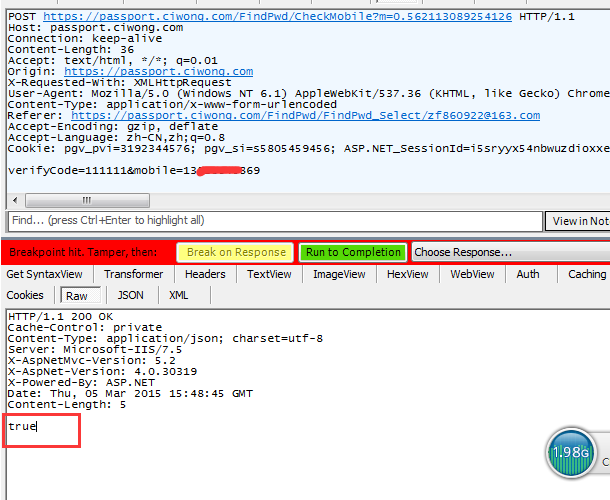 POST https://passport.ciwong.com/FindPwd/CheckMobile?m=0.562113089254126 HTTP/1.1
Host: passport.ciwong.com
Connection: keep-alive
Content-Length: 36
Accept: text/html, */*; q=0.01
Origin: https://passport.ciwong.com
X-Requested-With: XMLHttpRequest
User-Agent: Mozilla/5.0 (Windows NT 6.1) AppleWebKit/537.36 (KHTML, like Gecko) Chrome
Content-Type: application/x-www-form-urlencoded
Referer: https://passport.ciwong.com/FindPwd/FindPwd_Select/zf860922@163.com
Accept-Encoding: gzip, deflate
Accept-Language: zh-CN,zh;q=0.8
Cookie: pgv_pvi=3192344576; pgv_si=s5805459456; ASP.NET_SessionId=i5sryyx54nbwuzdioxxe
verifyCode=111111&mobile=13 869
Find... (press Ctrl+Enter to highlight all)
View in Not
Breakpoint hit. Tamper, then:
Break on Response
Run to Completion
Choose Response...
Get SyntaxView
Transformer
Headers
TextView
ImageView
HexView
WebView
Auth
Caching
Cookies
Raw
JSON
XML
HTTP/1.1 200 OK
Cache-Control: private
Content-Type: application/json; charset=utf-8
Server: Microsoft-IIS/7.5
X-AspNetMvc-Version: 5.2
X-AspNet-Version: 4.0.30319
X-Powered-By: ASP.NET
Date: Thu, 05 Mar 2015 15:48:45 GMT
Content-Length: 5
true
1.98G
C